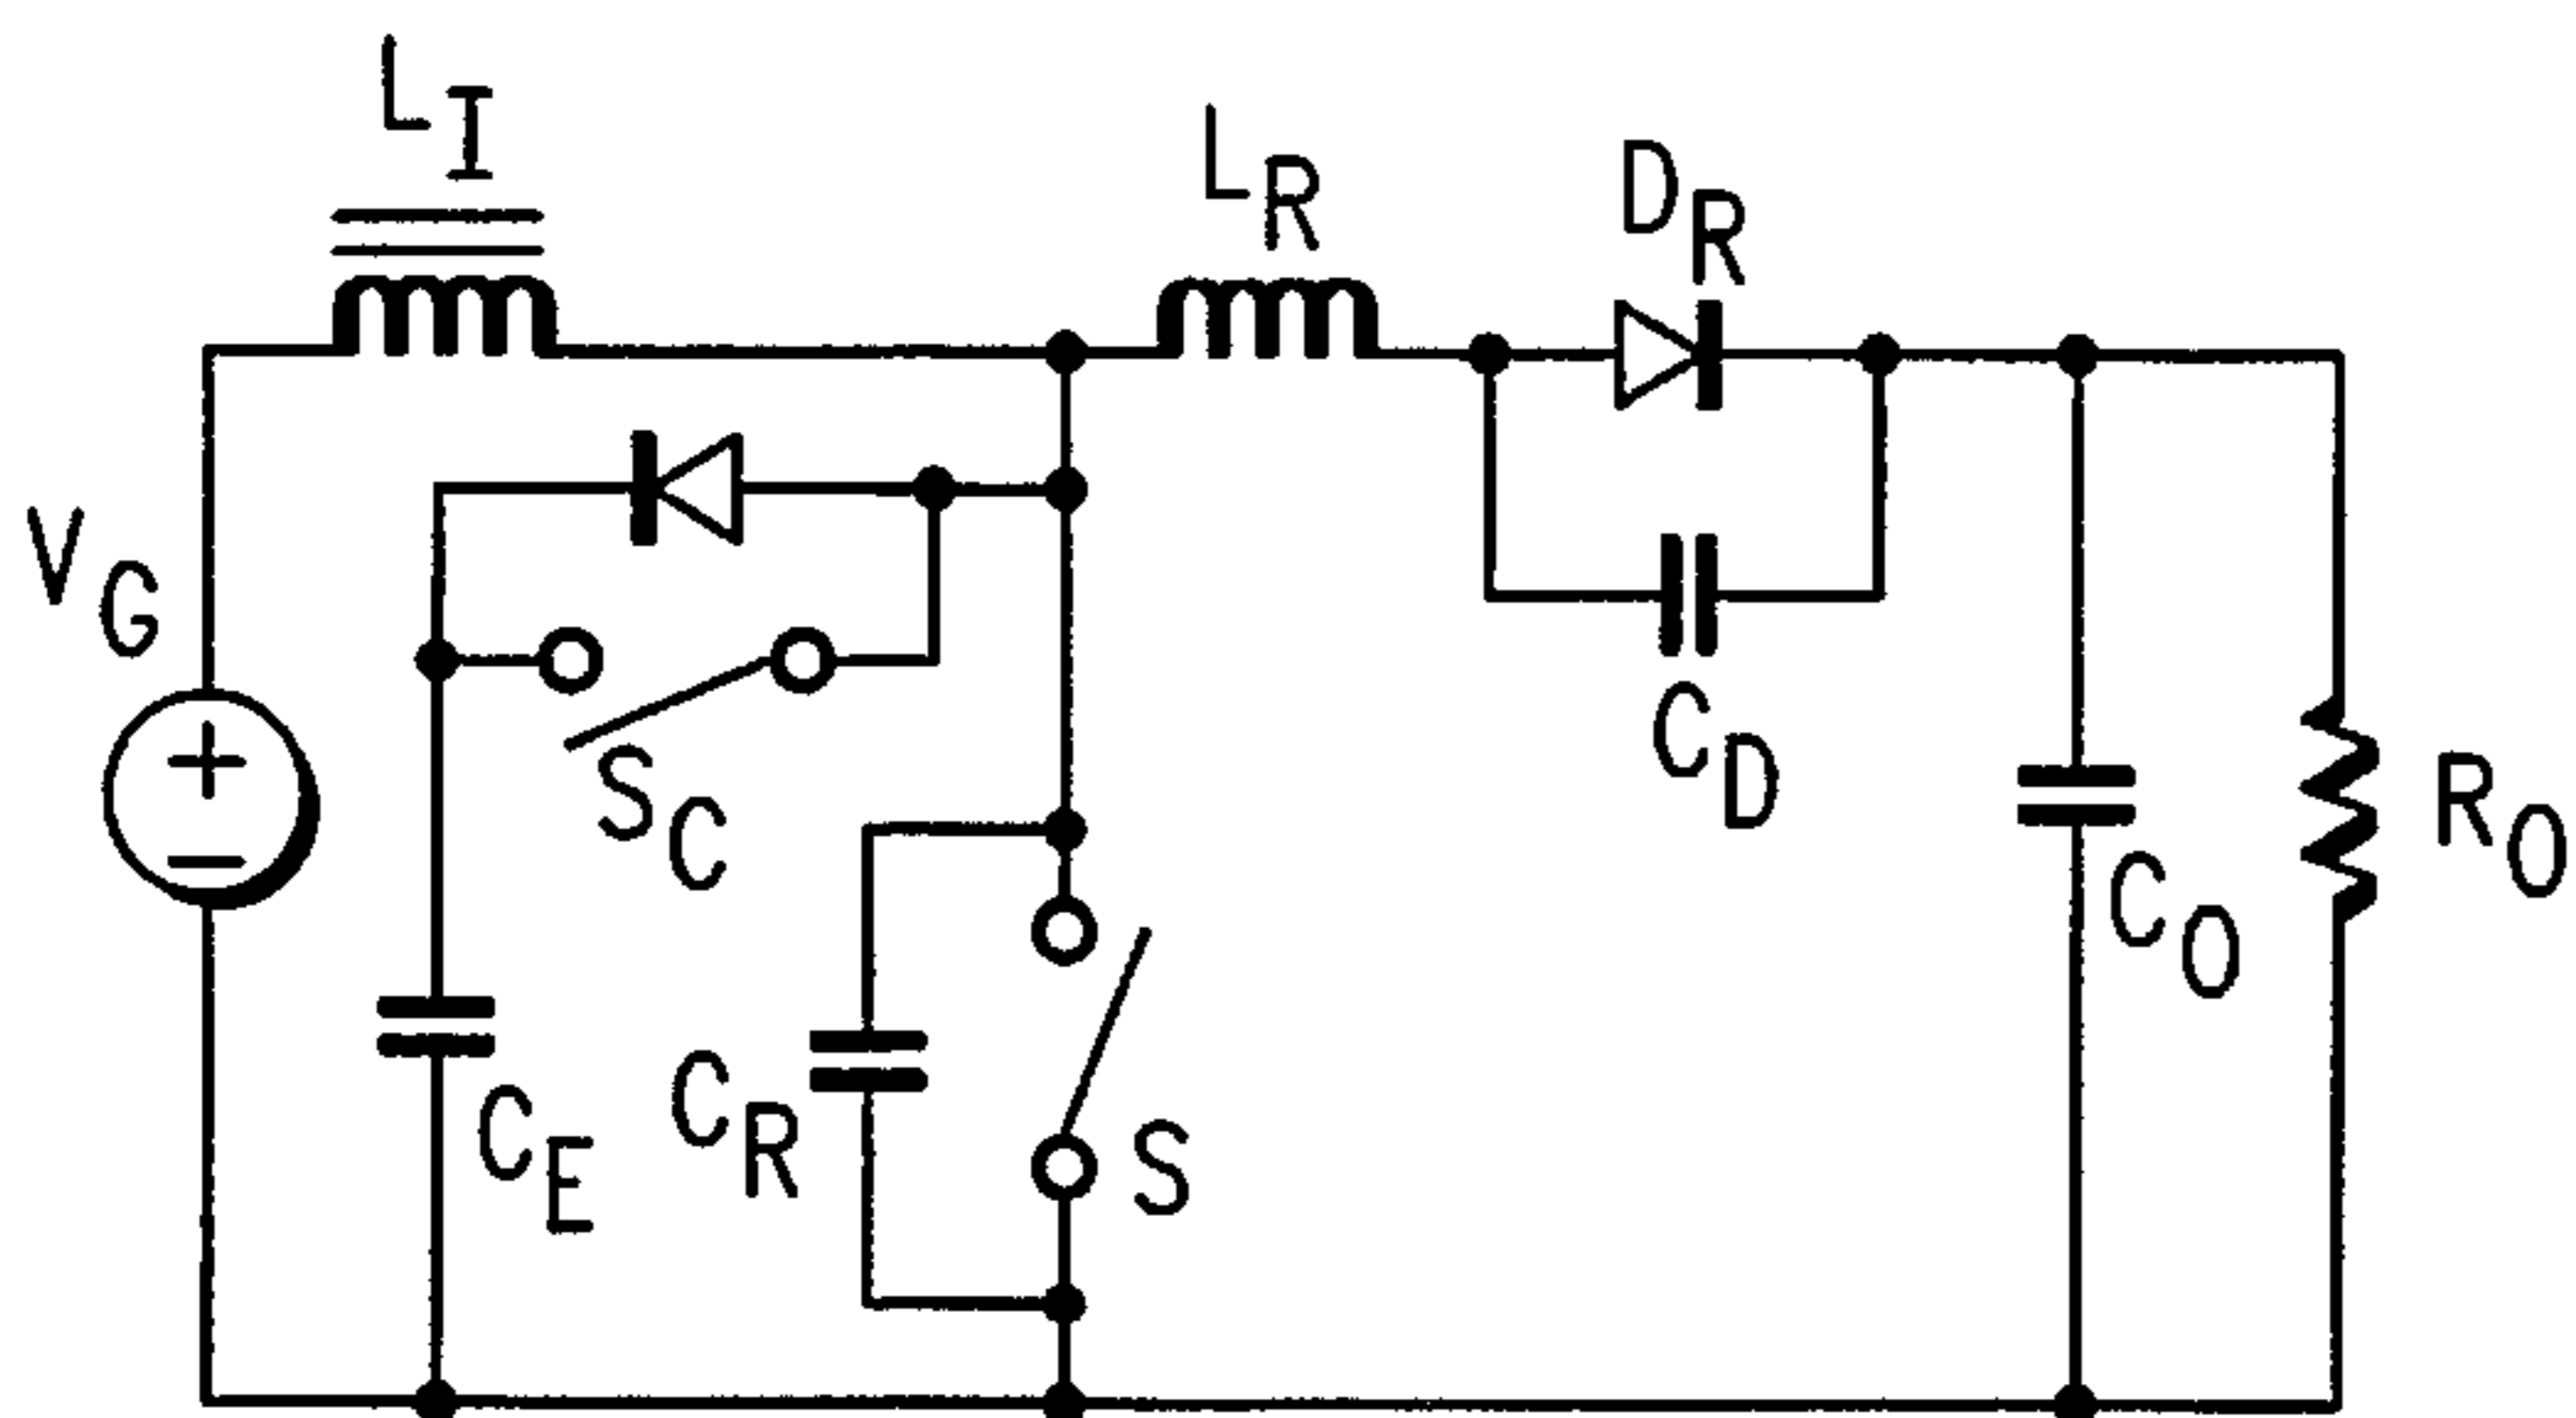 L_I
L_R
D_R
V_G
S_C
C_D
R_O
C_O
C_E
C_R
S
+
−